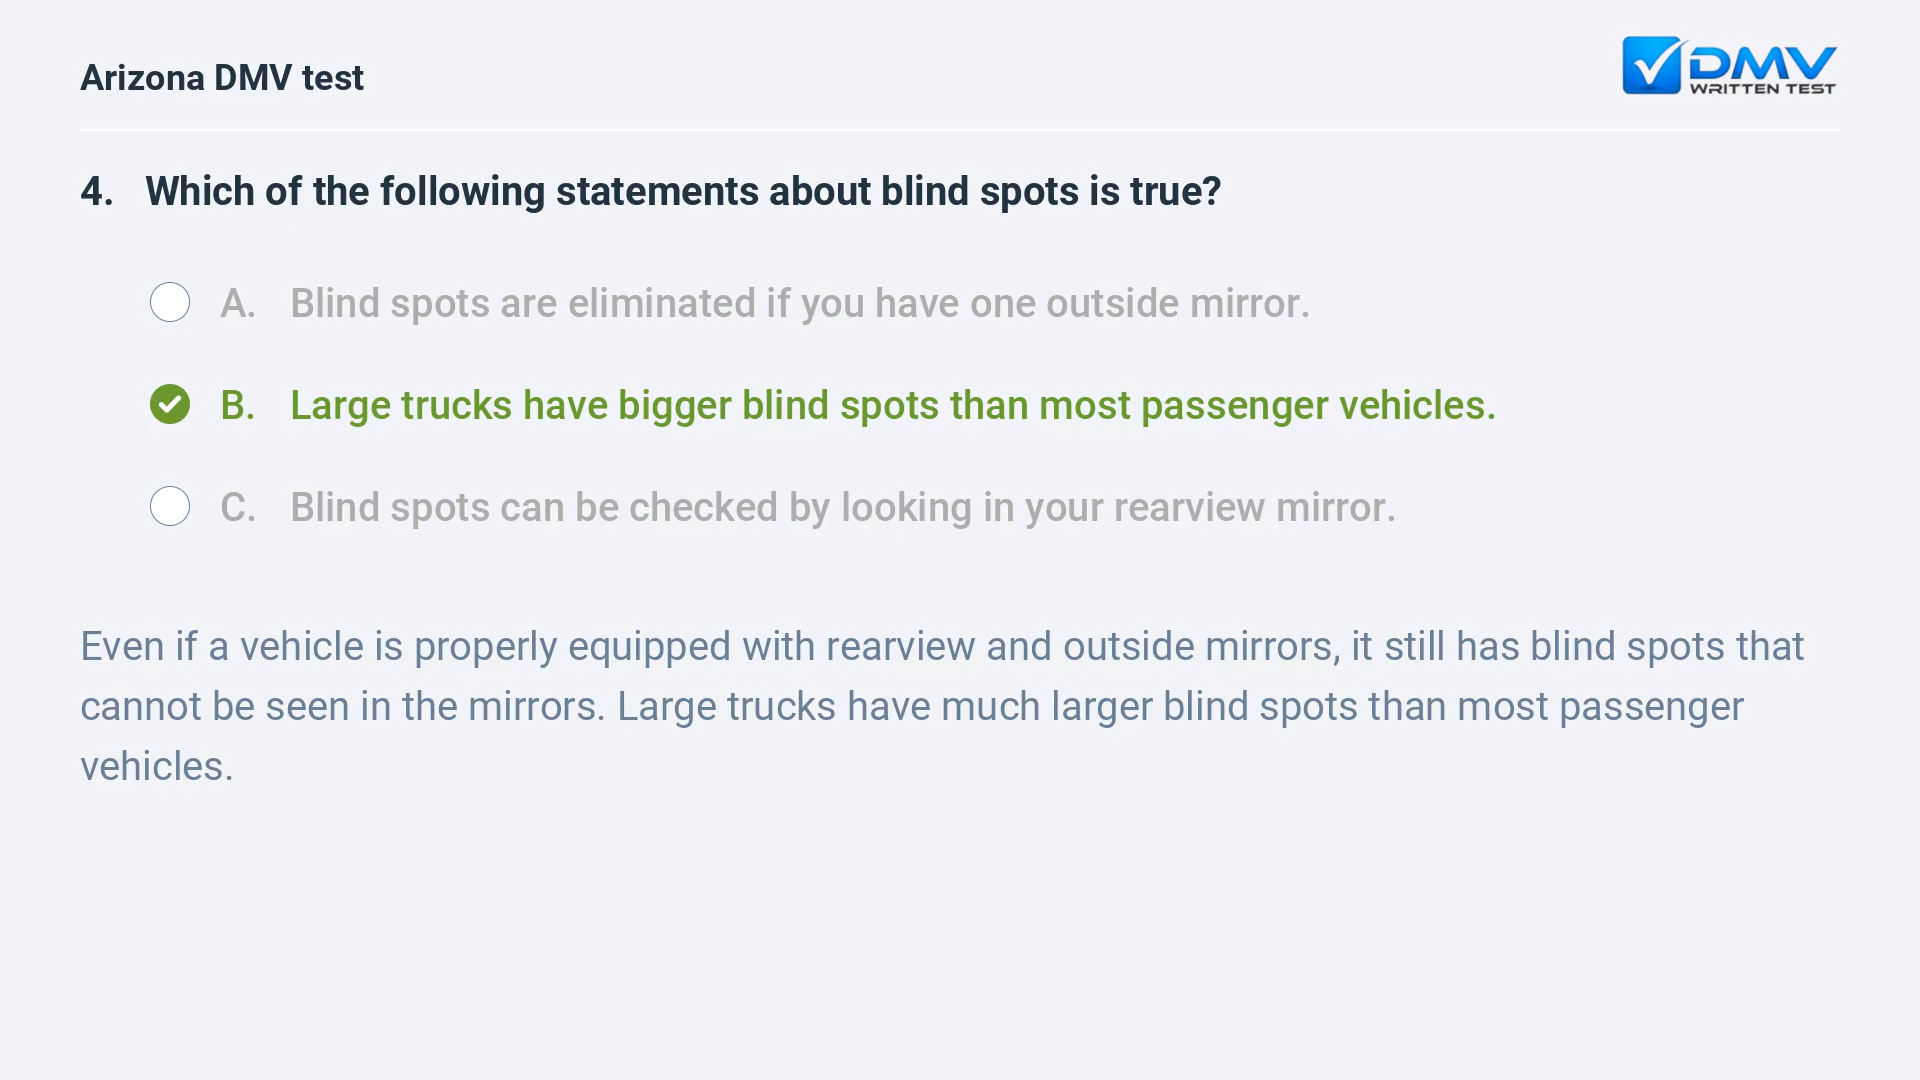 Arizona DMV test
DMV
WRITTEN TEST
4. Which of the following statements about blind spots is true?
A. Blind spots are eliminated if you have one outside mirror.
B. Large trucks have bigger blind spots than most passenger vehicles.
C. Blind spots can be checked by looking in your rearview mirror.
Even if a vehicle is properly equipped with rearview and outside mirrors, it still has blind spots that
cannot be seen in the mirrors. Large trucks have much larger blind spots than most passenger
vehicles.